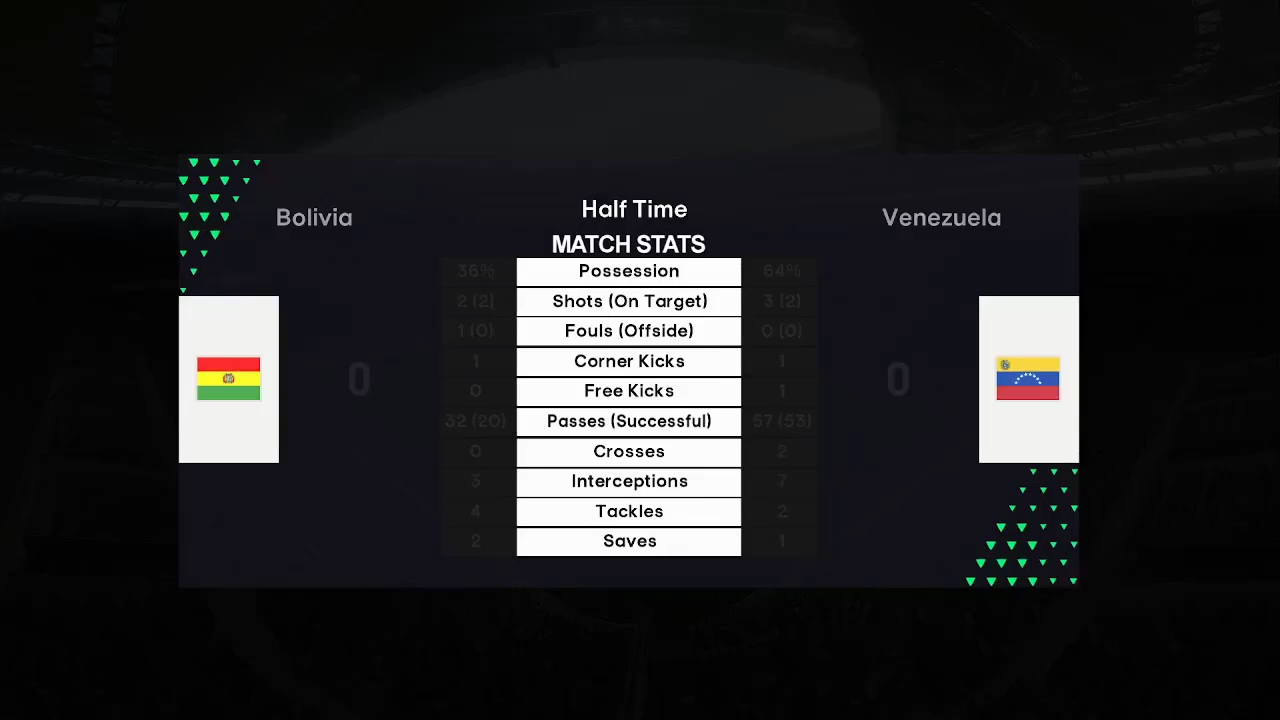 Half Time
Bolivia
Venezuela
MATCH STATS
36% Possession 64%
2 (2) Shots (On Target) 3 (2)
1 (0) Fouls (Offside) 0 (0)
1 Corner Kicks 1
0 0
0 Free Kicks 1
32 (20) Passes (Successful) 57 (53)
0 Crosses 2
3 Interceptions 7
4 Tackles 2
2 Saves 1